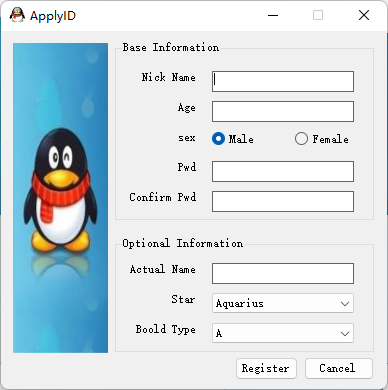 ApplyID
Base Information
Nick Name
Age
sex Male Female
Pwd
Confirm Pwd
Optional Information
Actual Name
Star Aquarius
Boold Type A
Register Cancel